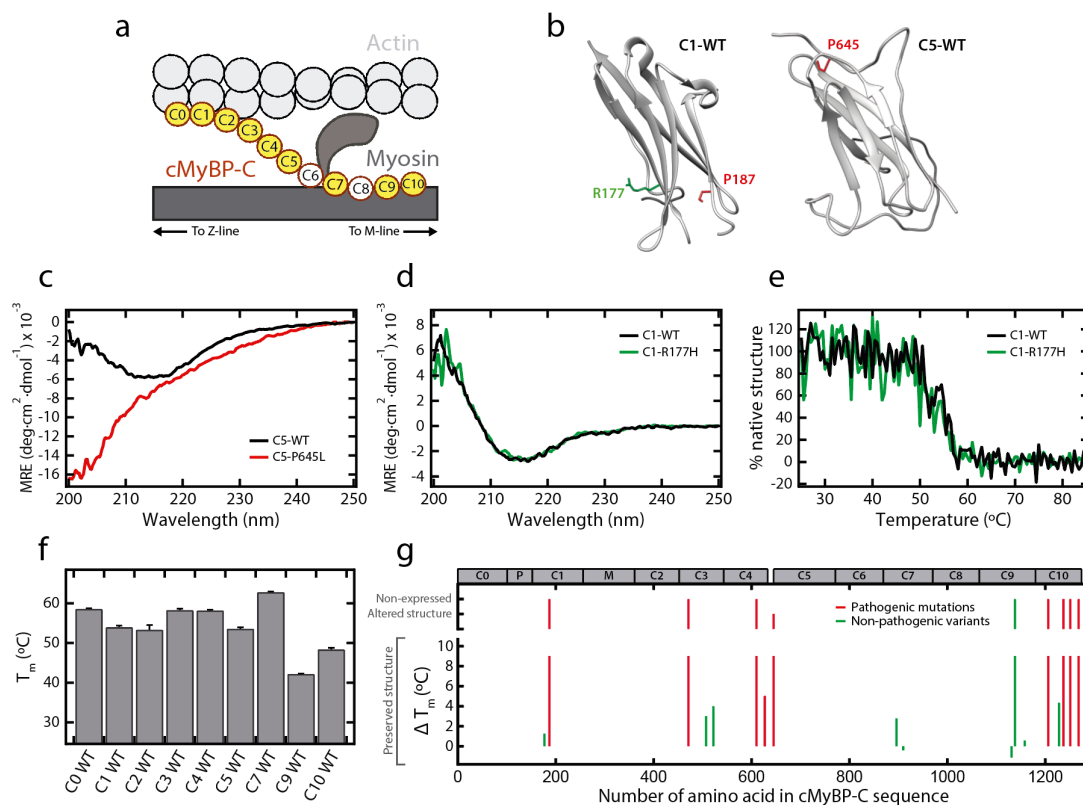 a
Actin
C0 C1 C2 C3 C4 C5 C6 C7 C8 C9 C10
cMyBP-C
Myosin
To Z-line
To M-line
b
C1-WT
C5-WT
P645
R177
P187
c
MRE (deg·cm²·dmol⁻¹) x 10⁻³
0
-2
-4
-6
-8
-10
-12
-14
-16
C5-WT
C5-P645L
200 210 220 230 240 250
Wavelength (nm)
d
MRE (deg·cm²·dmol⁻¹) x 10⁻³
8
6
4
2
0
-2
-4
C1-WT
C1-R177H
200 210 220 230 240 250
Wavelength (nm)
e
% native structure
120
100
80
60
40
20
0
-20
C1-WT
C1-R177H
30 40 50 60 70 80
Temperature (ºC)
f
Tm (ºC)
60
50
40
30
C0 WT
C1 WT
C2 WT
C3 WT
C4 WT
C5 WT
C7 WT
C9 WT
C10 WT
g
C0 P C1 M C2 C3 C4 C5 C6 C7 C8 C9 C10
Non-expressed
Altered structure
Pathogenic mutations
Non-pathogenic variants
Preserved structure
Δ Tm (ºC)
10
8
6
4
2
0
0 200 400 600 800 1000 1200
Number of amino acid in cMyBP-C sequence